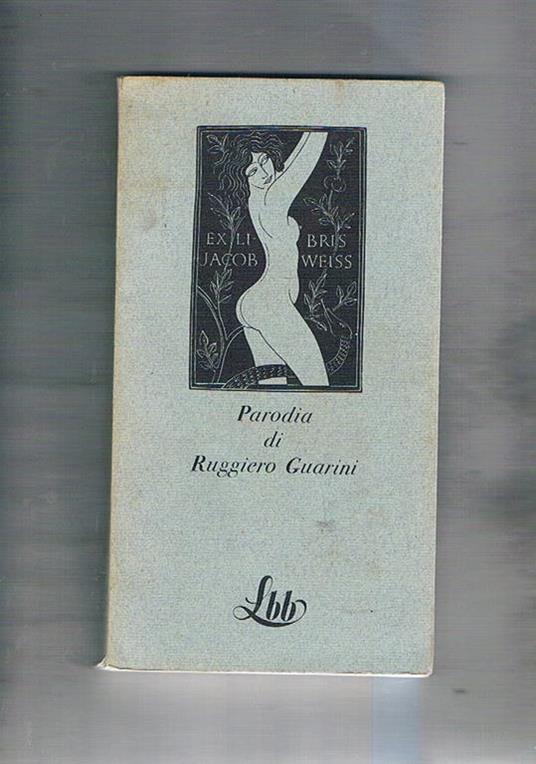 EX LI- BRIS
JACOB WEISS
Parodia
di
Ruggiero Guarini
Lbb